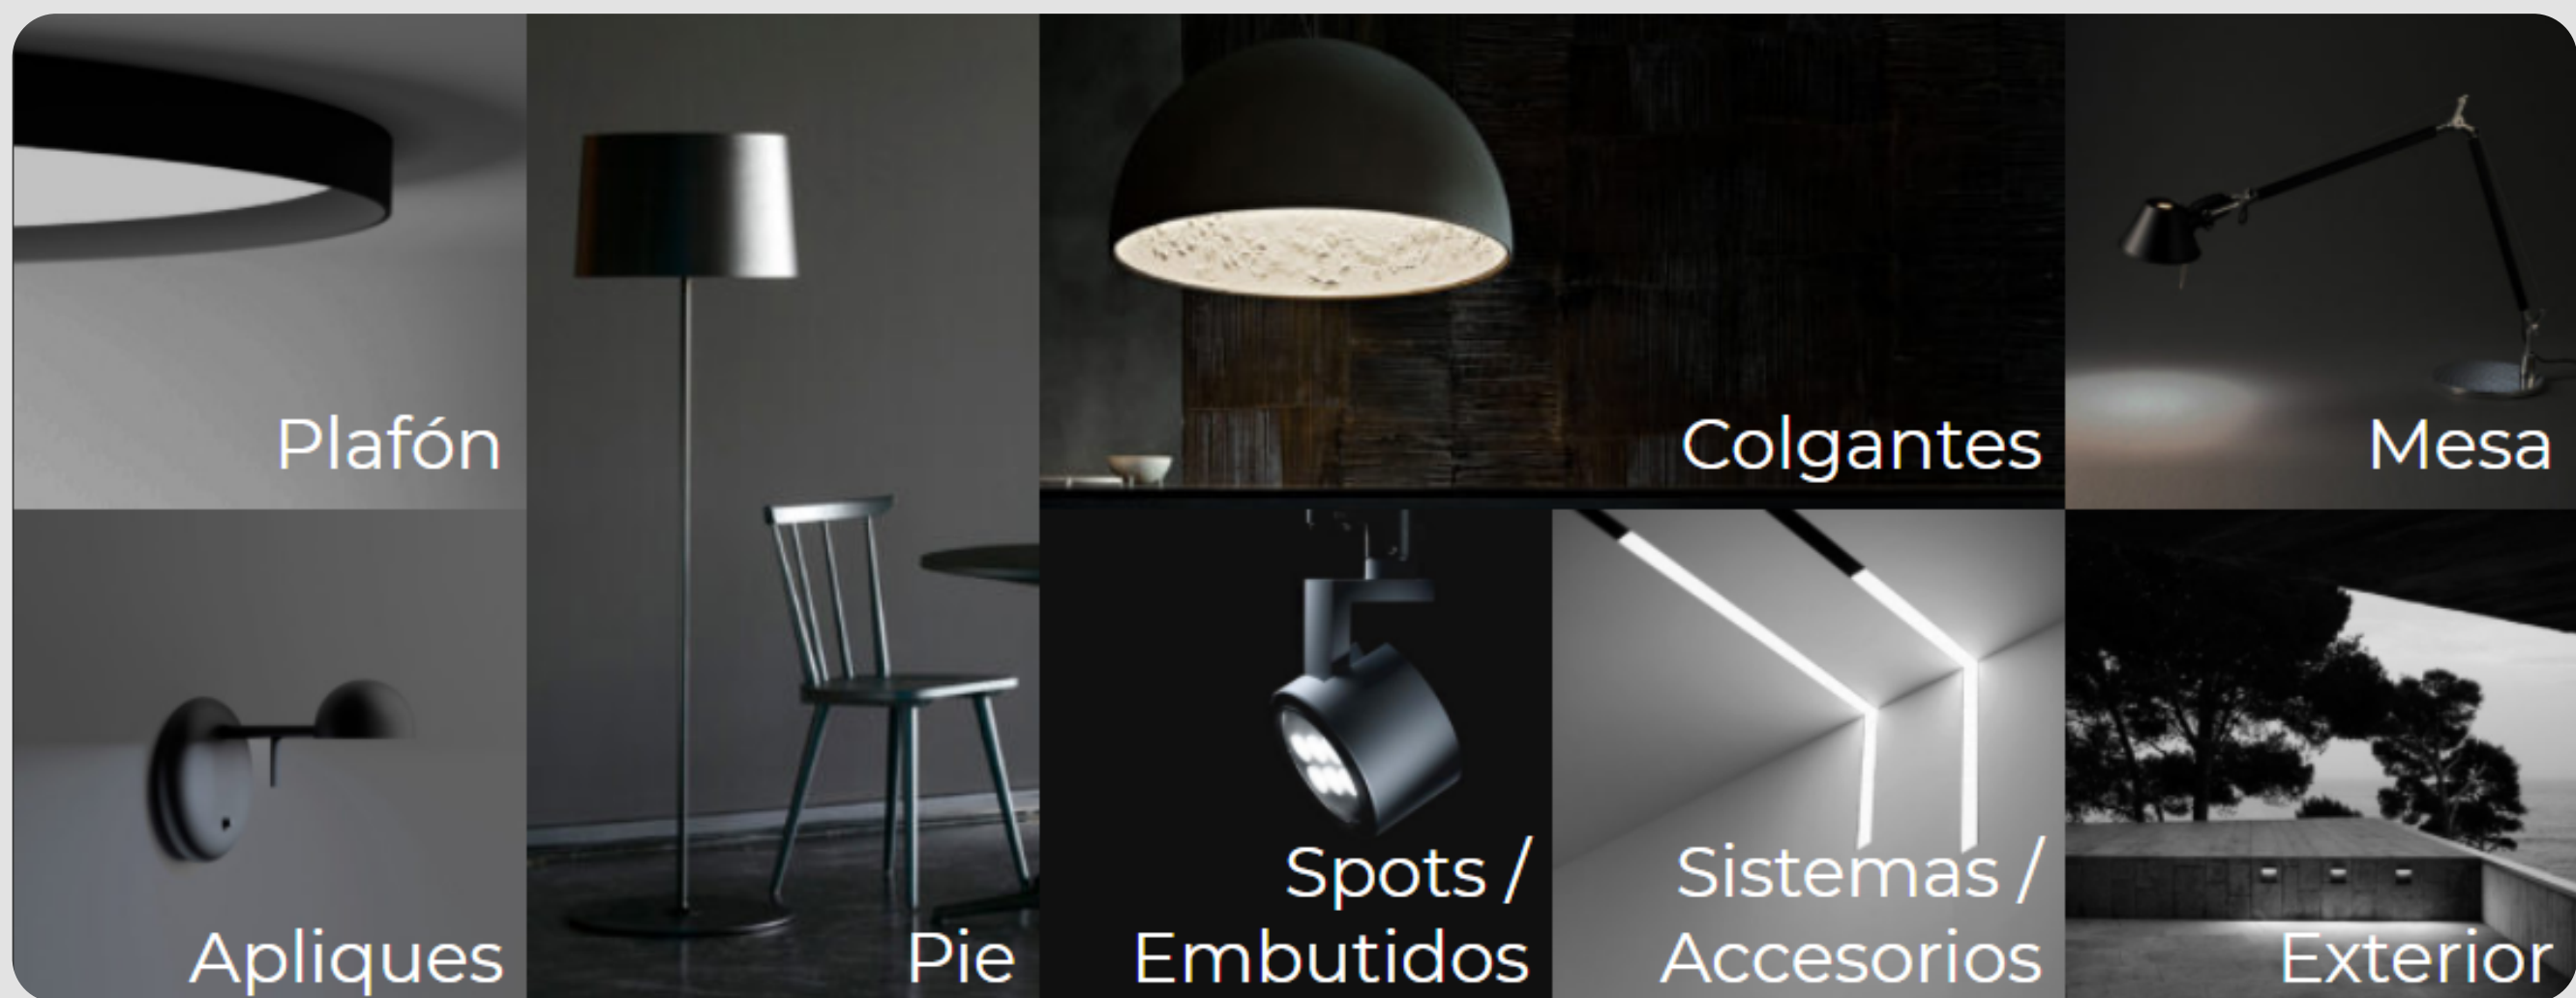 Plafón
Colgantes
Mesa
Apliques
Pie
Spots /
Embutidos
Sistemas /
Accesorios
Exterior